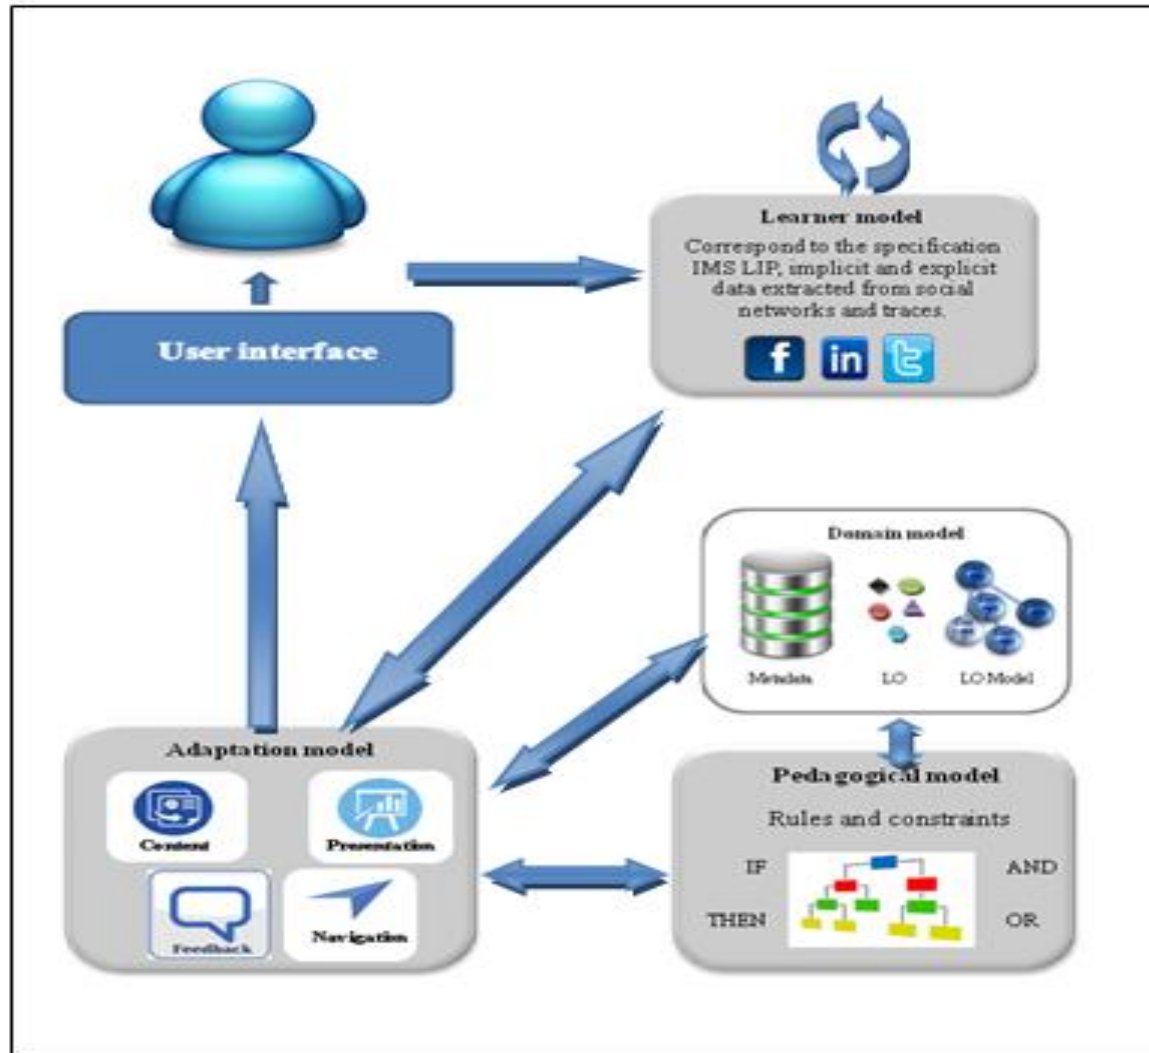 Learner model
Correspond to the specification
IMS LIP, implicit and explicit
data extracted from social
networks and traces.
f in t
User interface
Domain model
Metadata LO LO Model
Adaptation model
Content Presentation
Feedback Navigation
Pedagogical model
Rules and constraints
IF AND
THEN OR